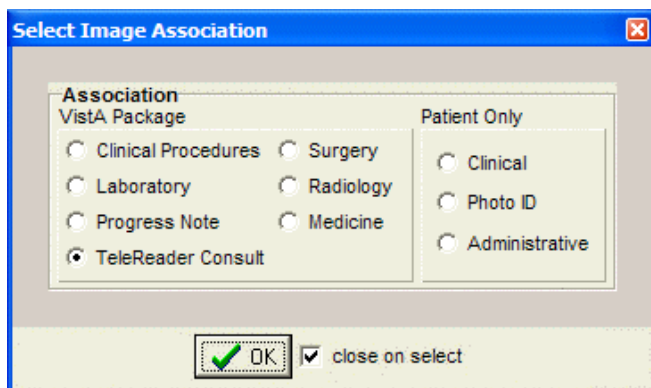 Select Image Association
Association
VistA Package
Patient Only
Clinical Procedures
Surgery
Clinical
Laboratory
Radiology
Photo ID
Progress Note
Medicine
Administrative
TeleReader Consult
OK
close on select